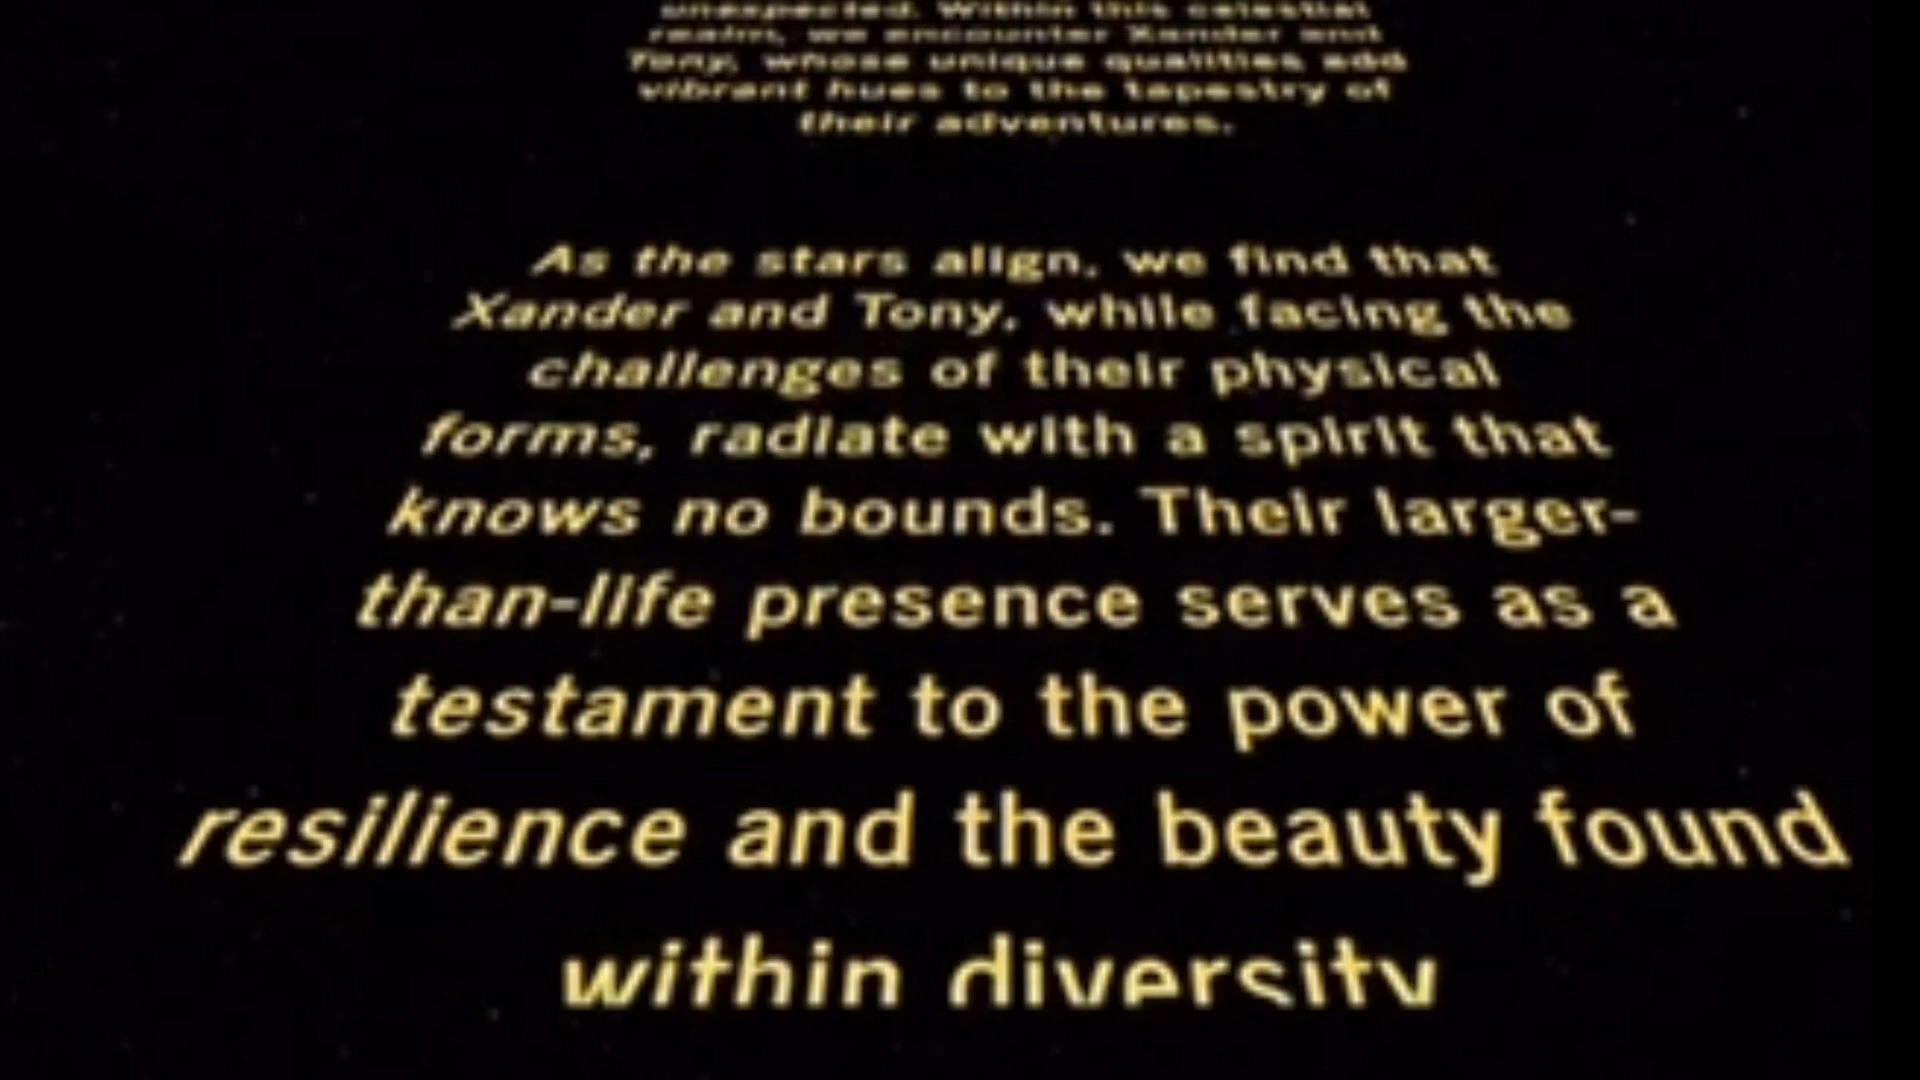 unexpected. Within this celestial
realm, we encounter Xander and
Tony, whose unique qualities add
vibrant hues to the tapestry of
their adventures.
As the stars align, we find that
Xander and Tony, while facing the
challenges of their physical
forms, radiate with a spirit that
knows no bounds. Their larger-
than-life presence serves as a
testament to the power of
resilience and the beauty found
within diversity